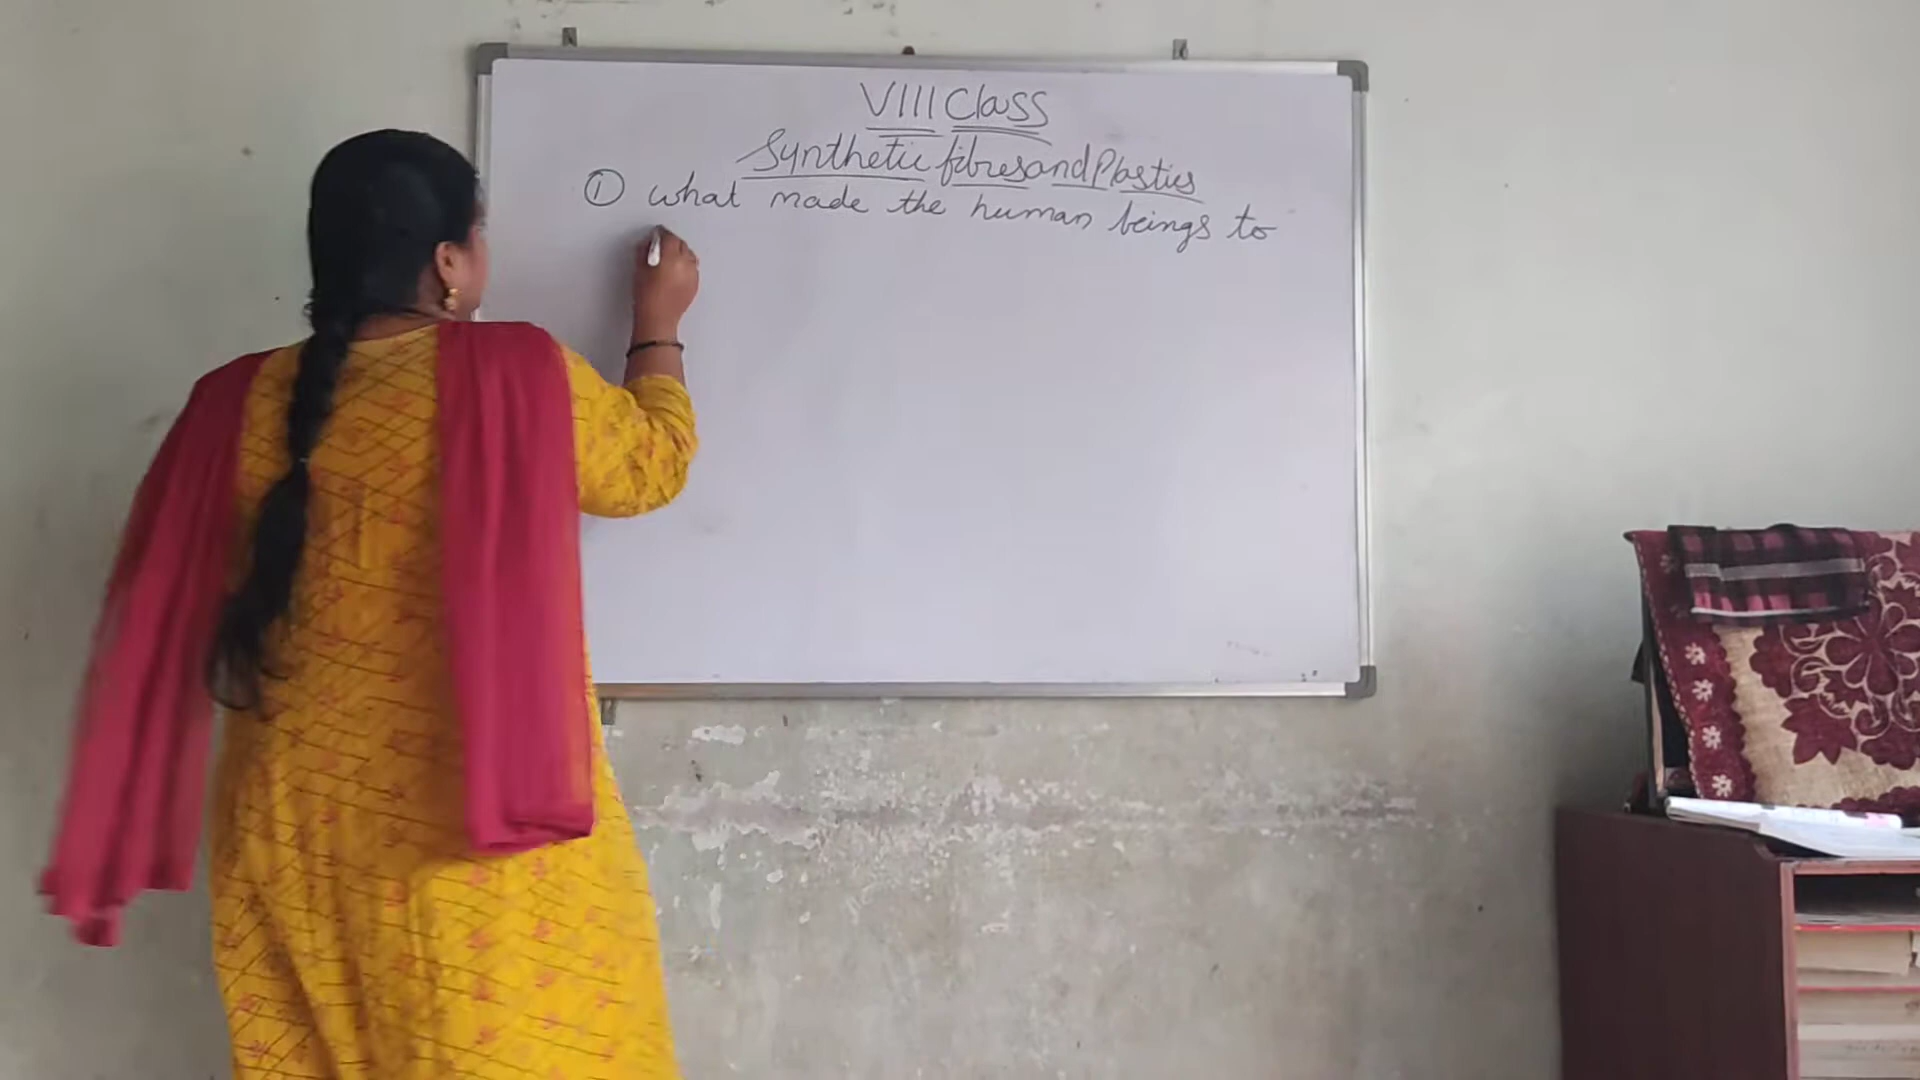 VIII Class
Synthetic fibres and Plastics
① what made the human beings to